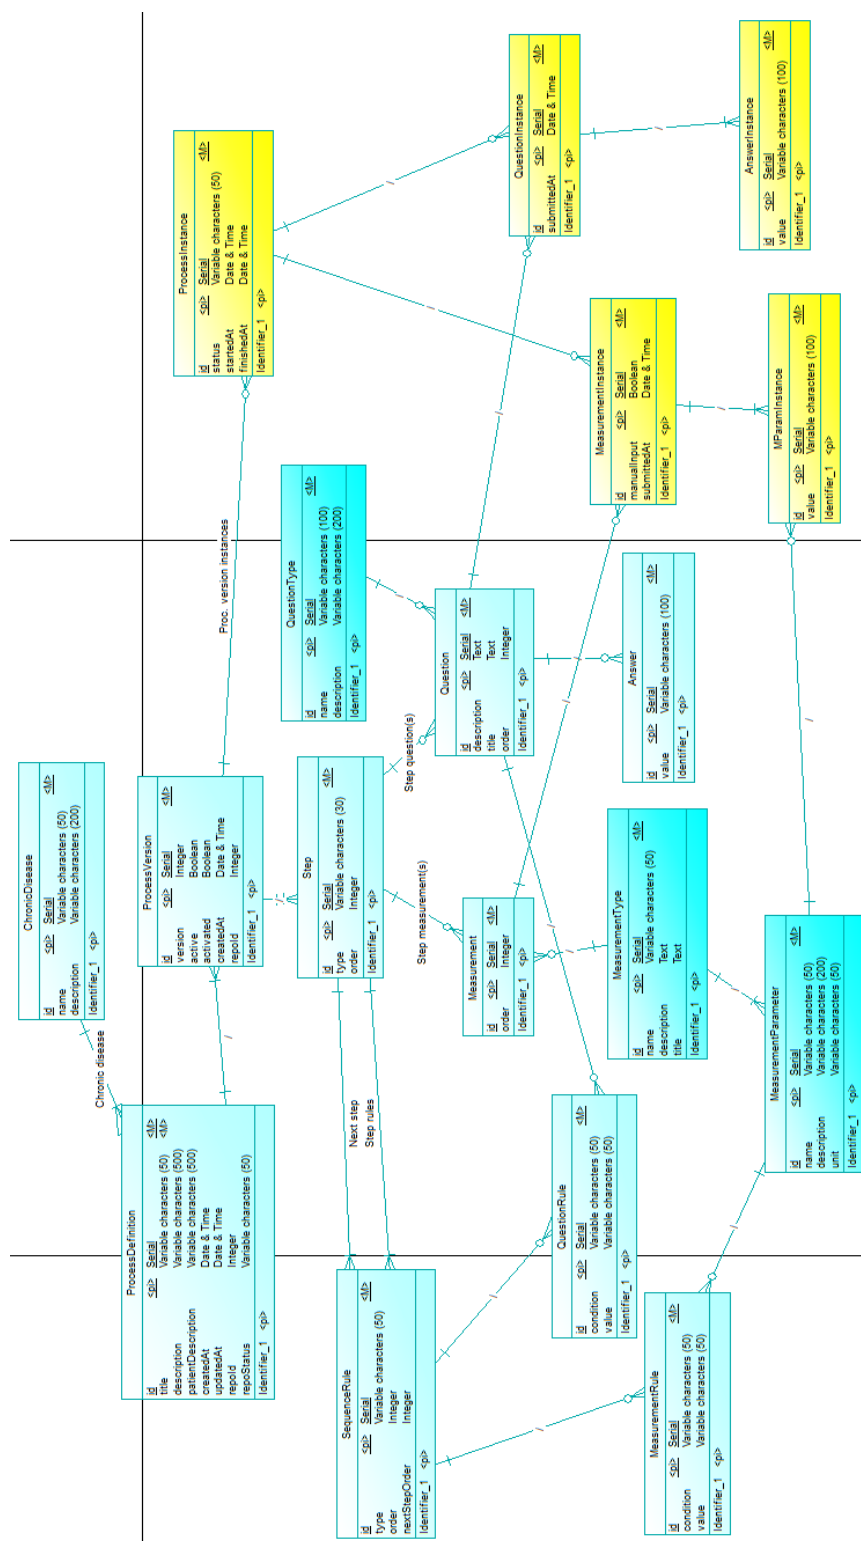 ChronicDisease
id <pi> Serial <M>
name Variable characters (50)
description Variable characters (200)
Identifier_1 <pi>
Chronic disease
ProcessDefinition
id <pi> Serial <M>
title Variable characters (50) <M>
description Variable characters (500)
patientDescription Variable characters (500)
createdAt Date & Time
updatedAt Date & Time
repoId Integer
repoStatus Variable characters (50)
Identifier_1 <pi>
ProcessVersion
id <pi> Serial <M>
version Integer
active Boolean
activated Boolean
createdAt Date & Time
repoId Integer
Identifier_1 <pi>
Proc. version instances
ProcessInstance
id <pi> Serial <M>
status Variable characters (50)
startedAt Date & Time
finishedAt Date & Time
Identifier_1 <pi>
SequenceRule
id <pi> Serial <M>
type Variable characters (50)
order Integer
nextStepOrder Integer
Identifier_1 <pi>
Next step
Step rules
Step
id <pi> Serial <M>
type Variable characters (30)
order Integer
Identifier_1 <pi>
QuestionType
id <pi> Serial <M>
name Variable characters (100)
description Variable characters (200)
Identifier_1 <pi>
Step question(s)
Step measurement(s)
Question
id <pi> Serial <M>
description Text
title Text
order Integer
Identifier_1 <pi>
QuestionInstance
id <pi> Serial <M>
submittedAt Date & Time
Identifier_1 <pi>
Measurement
id <pi> Serial <M>
order Integer
Identifier_1 <pi>
QuestionRule
id <pi> Serial <M>
condition Variable characters (50)
value Variable characters (50)
Identifier_1 <pi>
MeasurementType
id <pi> Serial <M>
name Variable characters (50)
description Text
title Text
Identifier_1 <pi>
Answer
id <pi> Serial <M>
value Variable characters (100)
Identifier_1 <pi>
MeasurementInstance
id <pi> Serial <M>
manualInput Boolean
submittedAt Date & Time
Identifier_1 <pi>
AnswerInstance
id <pi> Serial <M>
value Variable characters (100)
Identifier_1 <pi>
MeasurementRule
id <pi> Serial <M>
condition Variable characters (50)
value Variable characters (50)
Identifier_1 <pi>
MeasurementParameter
id <pi> Serial <M>
name Variable characters (50)
description Variable characters (200)
unit Variable characters (50)
Identifier_1 <pi>
MParamInstance
id <pi> Serial <M>
value Variable characters (100)
Identifier_1 <pi>